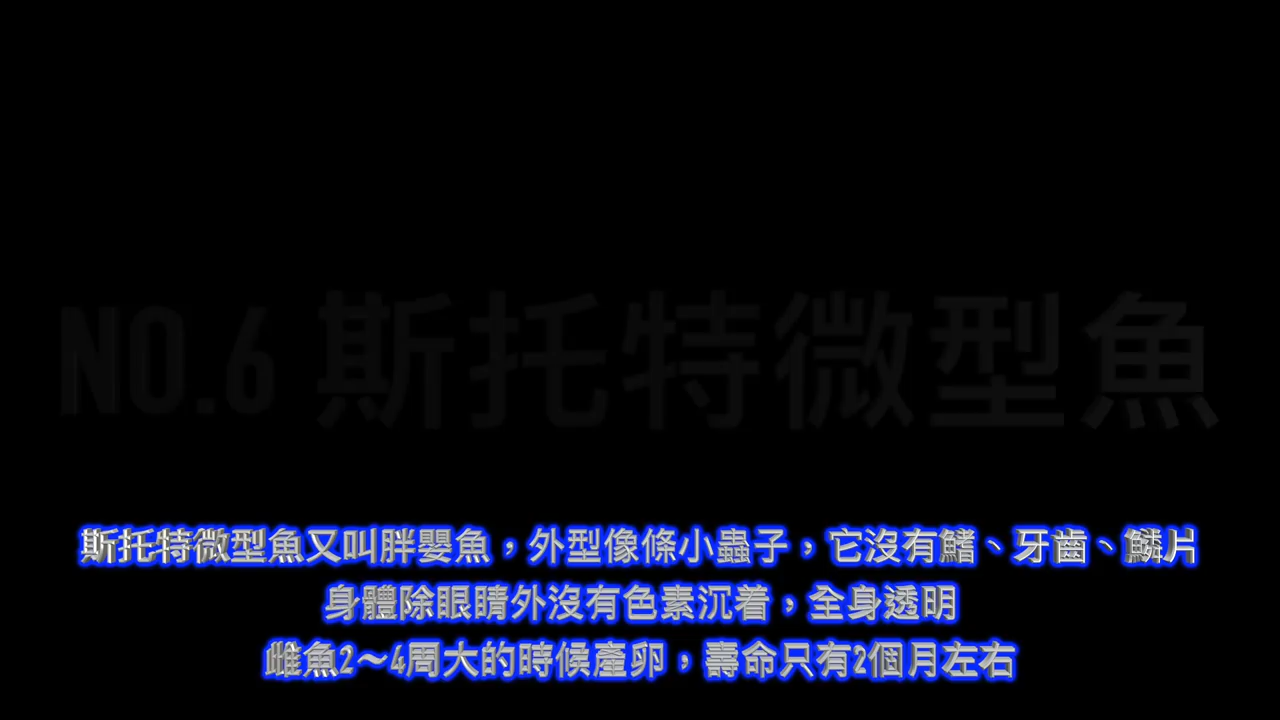 NO.6 斯托特微型魚
斯托特微型魚又叫胖嬰魚，外型像條小蟲子，它沒有鰭、牙齒、鱗片
身體除眼睛外沒有色素沉着，全身透明
雌魚2～4周大的時候產卵，壽命只有2個月左右